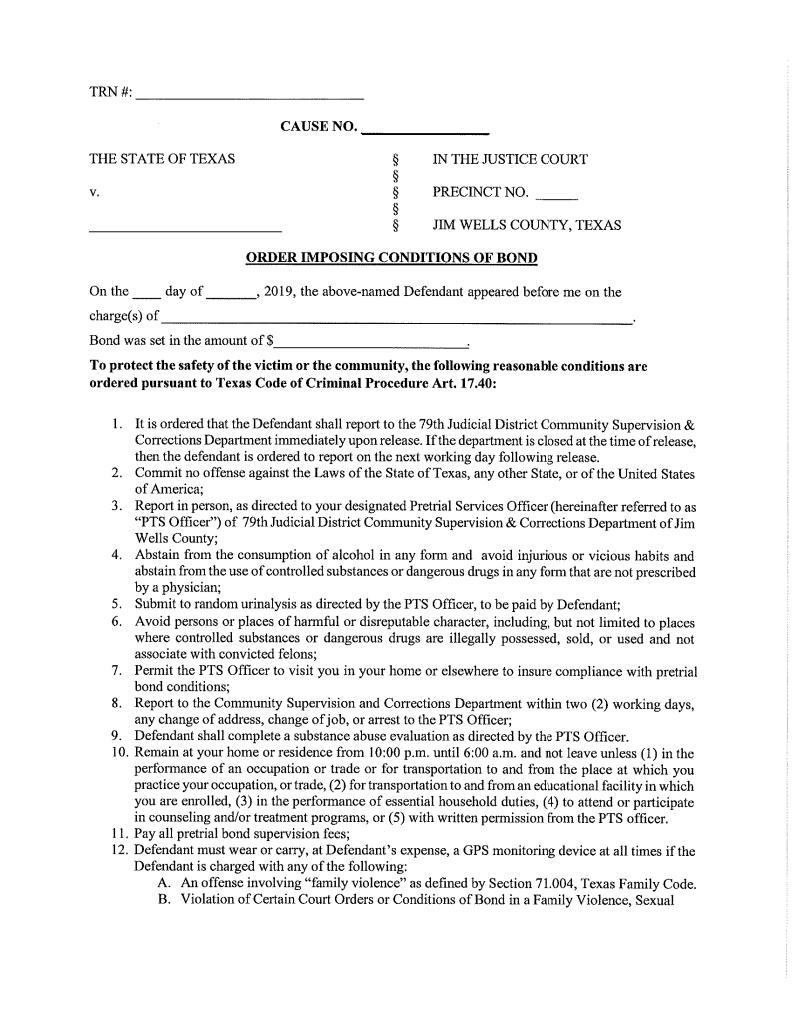 TRN #: ____________________
CAUSE NO. ____________________
THE STATE OF TEXAS § IN THE JUSTICE COURT
§
v. § PRECINCT NO. ______
§
____________________ § JIM WELLS COUNTY, TEXAS
ORDER IMPOSING CONDITIONS OF BOND
On the ____ day of _______, 2019, the above-named Defendant appeared before me on the
charge(s) of ____________________.
Bond was set in the amount of $____________________.
To protect the safety of the victim or the community, the following reasonable conditions are
ordered pursuant to Texas Code of Criminal Procedure Art. 17.40:
1. It is ordered that the Defendant shall report to the 79th Judicial District Community Supervision &
Corrections Department immediately upon release. If the department is closed at the time of release,
then the defendant is ordered to report on the next working day following release.
2. Commit no offense against the Laws of the State of Texas, any other State, or of the United States
of America;
3. Report in person, as directed to your designated Pretrial Services Officer (hereinafter referred to as
“PTS Officer”) of 79th Judicial District Community Supervision & Corrections Department of Jim
Wells County;
4. Abstain from the consumption of alcohol in any form and avoid injurious or vicious habits and
abstain from the use of controlled substances or dangerous drugs in any form that are not prescribed
by a physician;
5. Submit to random urinalysis as directed by the PTS Officer, to be paid by Defendant;
6. Avoid persons or places of harmful or disreputable character, including, but not limited to places
where controlled substances or dangerous drugs are illegally possessed, sold, or used and not
associate with convicted felons;
7. Permit the PTS Officer to visit you in your home or elsewhere to insure compliance with pretrial
bond conditions;
8. Report to the Community Supervision and Corrections Department within two (2) working days,
any change of address, change of job, or arrest to the PTS Officer;
9. Defendant shall complete a substance abuse evaluation as directed by the PTS Officer.
10. Remain at your home or residence from 10:00 p.m. until 6:00 a.m. and not leave unless (1) in the
performance of an occupation or trade or for transportation to and from the place at which you
practice your occupation, or trade, (2) for transportation to and from an educational facility in which
you are enrolled, (3) in the performance of essential household duties, (4) to attend or participate
in counseling and/or treatment programs, or (5) with written permission from the PTS officer.
11. Pay all pretrial bond supervision fees;
12. Defendant must wear or carry, at Defendant’s expense, a GPS monitoring device at all times if the
Defendant is charged with any of the following:
A. An offense involving “family violence” as defined by Section 71.004, Texas Family Code.
B. Violation of Certain Court Orders or Conditions of Bond in a Family Violence, Sexual